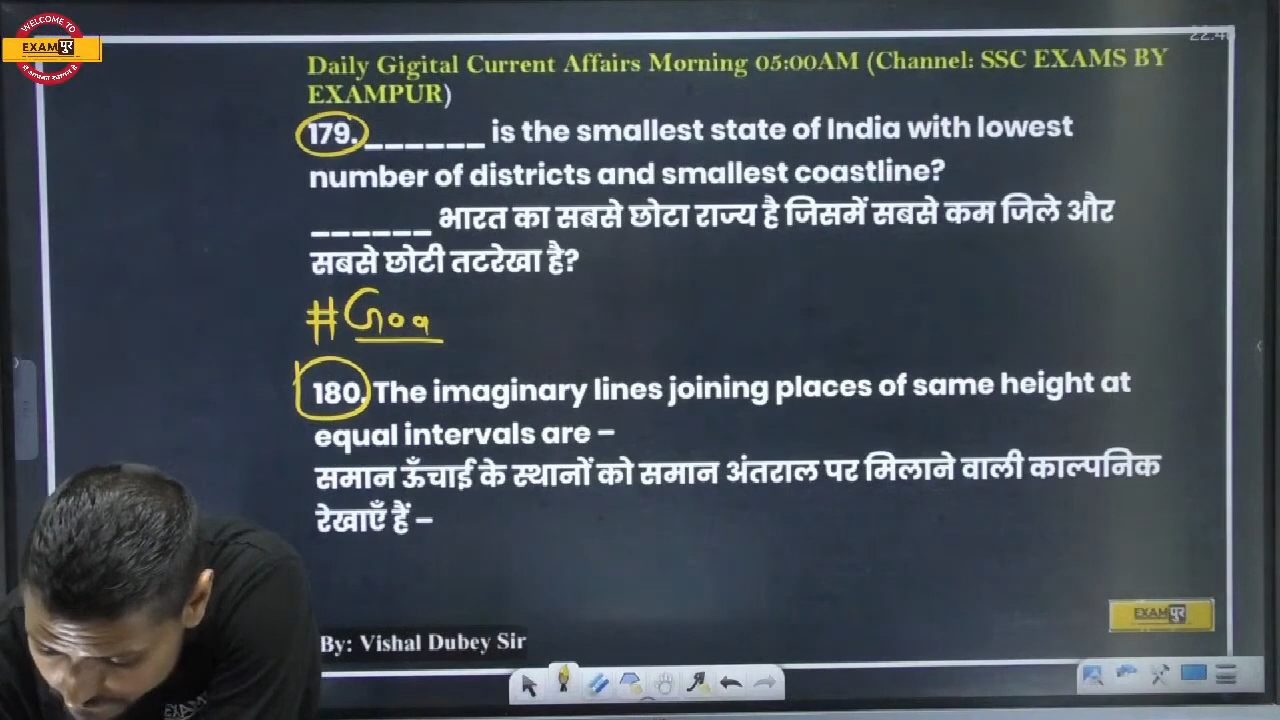 WELCOME TO
EXAMपुर
Daily Gigital Current Affairs Morning 05:00AM (Channel: SSC EXAMS BY
EXAMPUR)
179. ______ is the smallest state of India with lowest
number of districts and smallest coastline?
______ भारत का सबसे छोटा राज्य है जिसमें सबसे कम जिले और
सबसे छोटी तटरेखा है?
#Goa
180. The imaginary lines joining places of same height at
equal intervals are –
समान ऊँचाई के स्थानों को समान अंतराल पर मिलाने वाली काल्पनिक
रेखाएँ हैं –
EXAMपुर
By: Vishal Dubey Sir